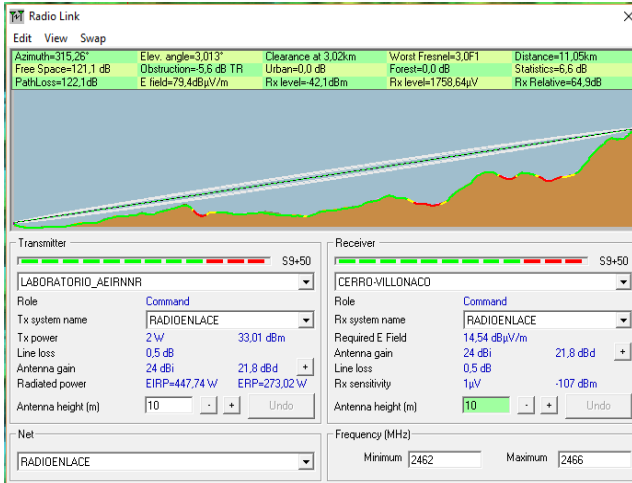 Radio Link
Edit View Swap
Azimuth=315,26° Elev. angle=3,013° Clearance at 3,02km Worst Fresnel=3,0F1 Distance=11,05km
Free Space=121,1 dB Obstruction=-5,6 dB TR Urban=0,0 dB Forest=0,0 dB Statistics=6,6 dB
PathLoss=122,1dB E field=79,4dBµV/m Rx level=-42,1dBm Rx level=1758,64µV Rx Relative=64,9dB
Transmitter
S9+50
LABORATORIO_AEIRNNR
Role Command
Tx system name RADIOENLACE
Tx power 2 W 33,01 dBm
Line loss 0,5 dB
Antenna gain 24 dBi 21,8 dBd +
Radiated power EIRP=447,74 W ERP=273,02 W
Antenna height (m) 10 - + Undo
Receiver
S9+50
CERRO-VILLONACO
Role Command
Rx system name RADIOENLACE
Required E Field 14,54 dBµV/m
Antenna gain 24 dBi 21,8 dBd +
Line loss 0,5 dB
Rx sensitivity 1µV -107 dBm
Antenna height (m) 10 - + Undo
Net
RADIOENLACE
Frequency (MHz)
Minimum 2462 Maximum 2466